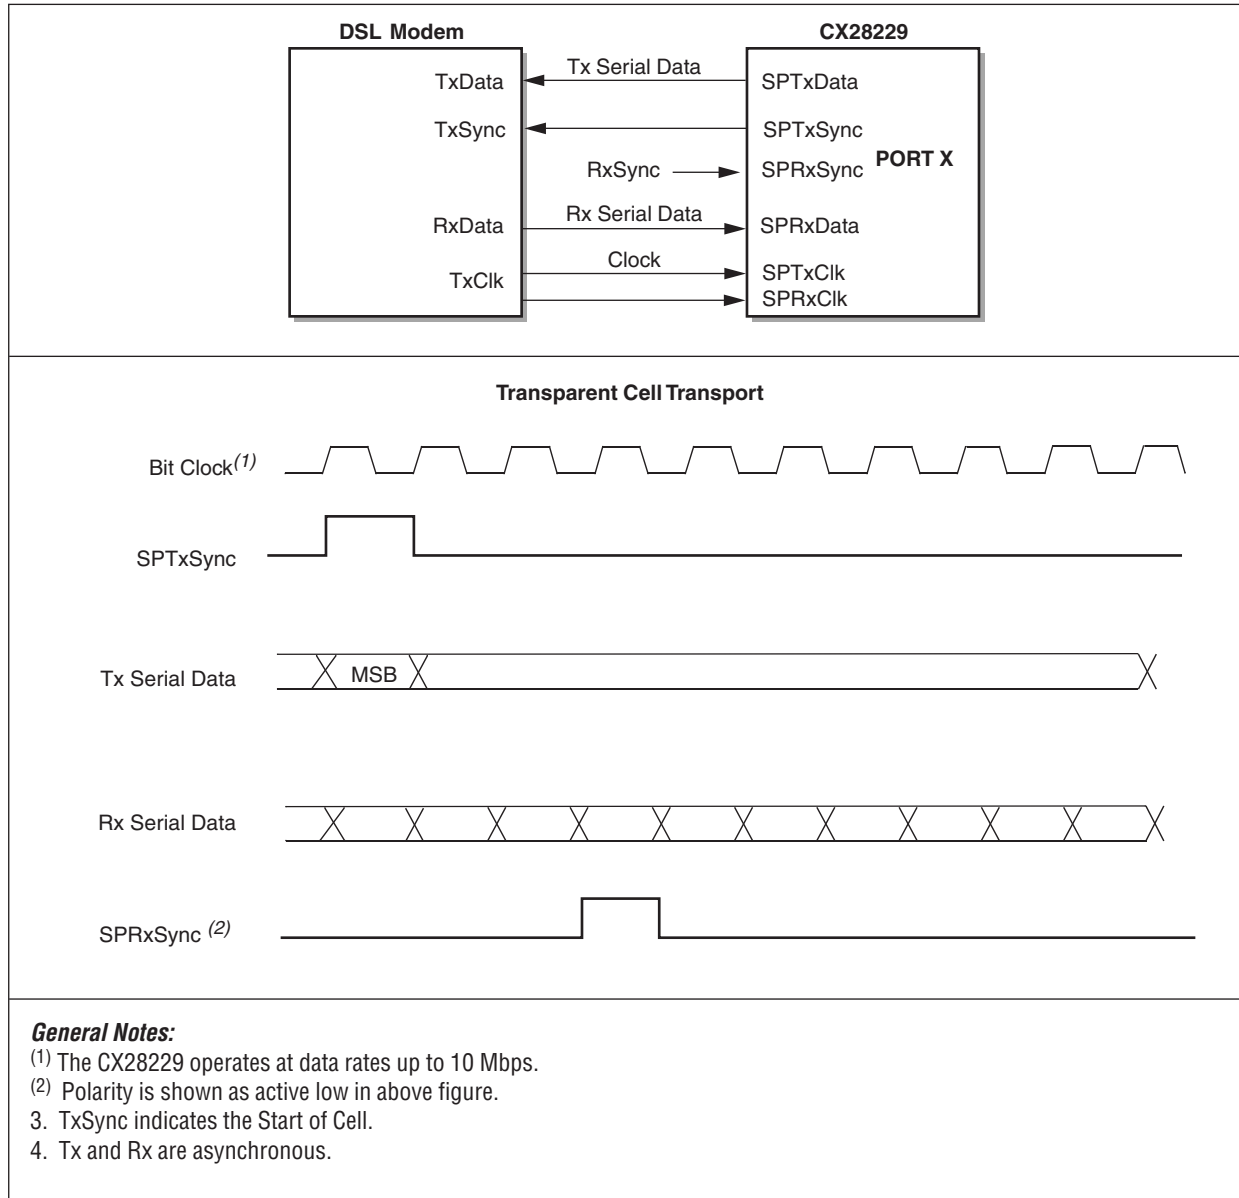 DSL Modem
CX28229
TxData
Tx Serial Data
SPTxData
TxSync
SPTxSync
RxSync
SPRxSync
PORT X
RxData
Rx Serial Data
SPRxData
TxClk
Clock
SPTxClk
SPRxClk
Transparent Cell Transport
Bit Clock(1)
SPTxSync
Tx Serial Data
MSB
Rx Serial Data
SPRxSync (2)
General Notes:
(1) The CX28229 operates at data rates up to 10 Mbps.
(2) Polarity is shown as active low in above figure.
3. TxSync indicates the Start of Cell.
4. Tx and Rx are asynchronous.